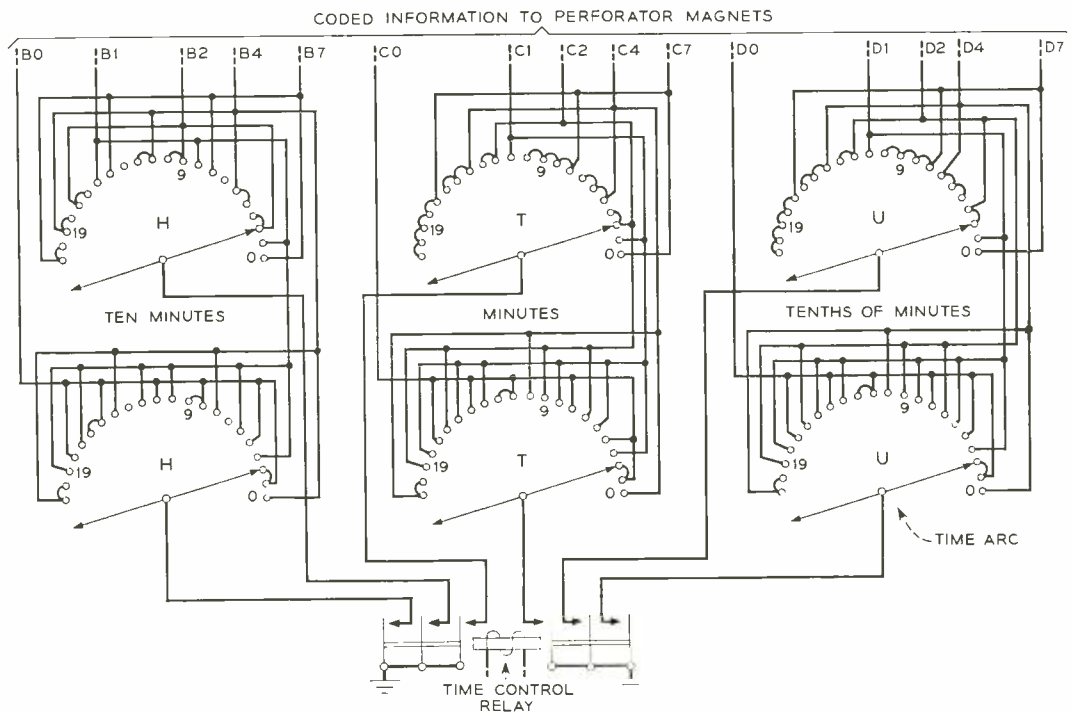 CODED INFORMATION TO PERFORATOR MAGNETS
B0 B1 B2 B4 B7 C0 C1 C2 C4 C7 D0 D1 D2 D4 D7
9 9 9
19 H 19 T 19 U
0 0 0
TEN MINUTES MINUTES TENTHS OF MINUTES
9 9 9
19 H 19 T 19 U
0 0 0
TIME ARC
TIME CONTROL
RELAY